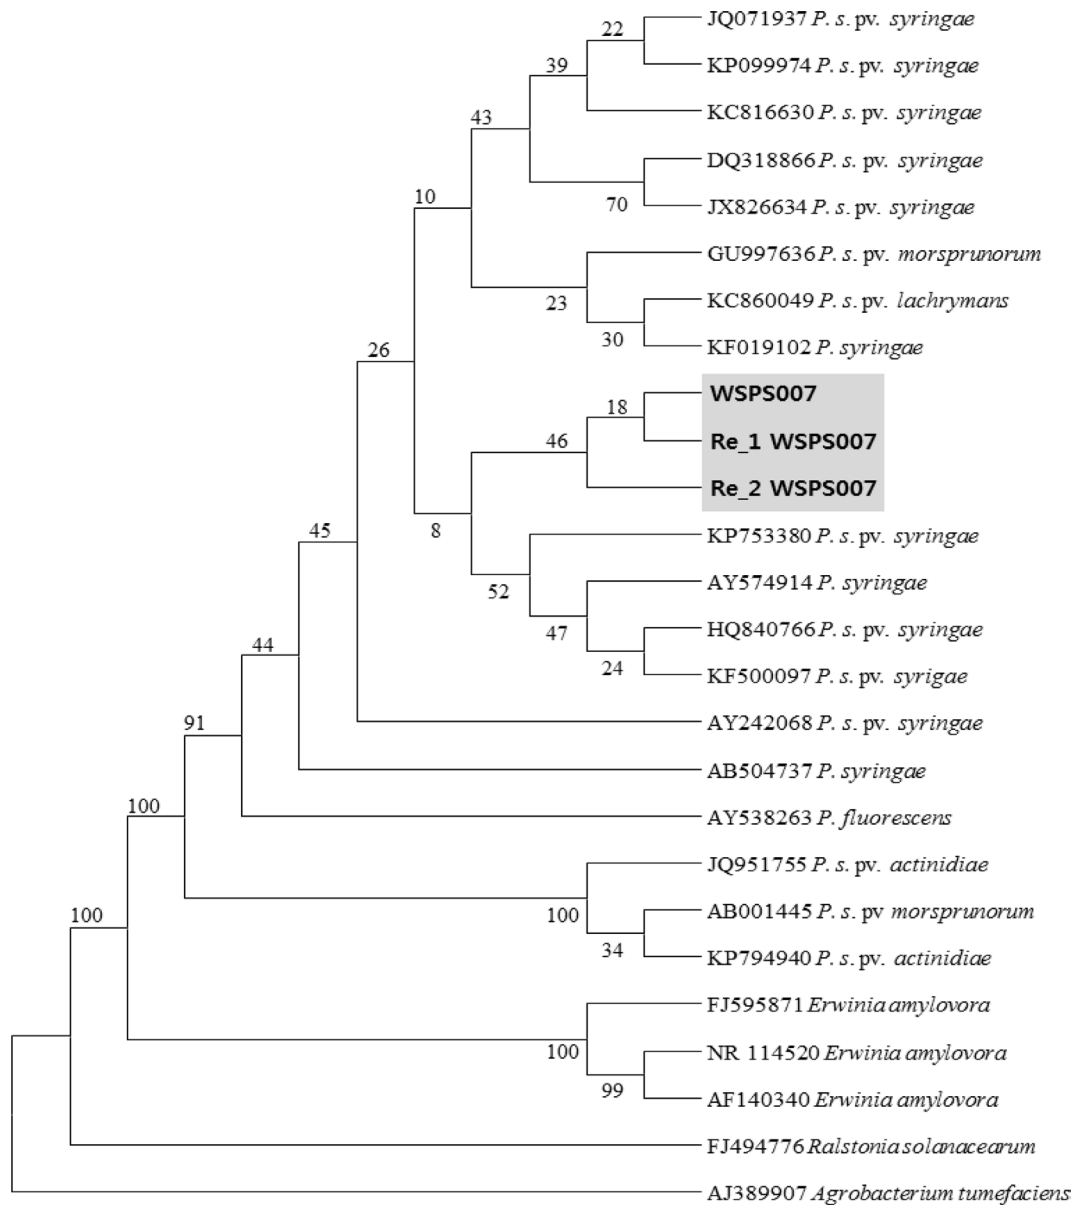 JQ071937 P. s. pv. syringae
22
KP099974 P. s. pv. syringae
39
KC816630 P. s. pv. syringae
43
DQ318866 P. s. pv. syringae
10
70
JX826634 P. s. pv. syringae
GU997636 P. s. pv. morsprunorum
23
KC860049 P. s. pv. lachrymans
30
KF019102 P. syringae
26
WSPS007
18
Re_1 WSPS007
46
Re_2 WSPS007
45
8
KP753380 P. s. pv. syringae
52
AY574914 P. syringae
47
HQ840766 P. s. pv. syringae
44
24
KF500097 P. s. pv. syrigae
91
AY242068 P. s. pv. syringae
AB504737 P. syringae
100
AY538263 P. fluorescens
JQ951755 P. s. pv. actinidiae
100
100
AB001445 P. s. pv morsprunorum
34
KP794940 P. s. pv. actinidiae
FJ595871 Erwinia amylovora
100
NR 114520 Erwinia amylovora
99
AF140340 Erwinia amylovora
FJ494776 Ralstonia solanacearum
AJ389907 Agrobacterium tumefaciens